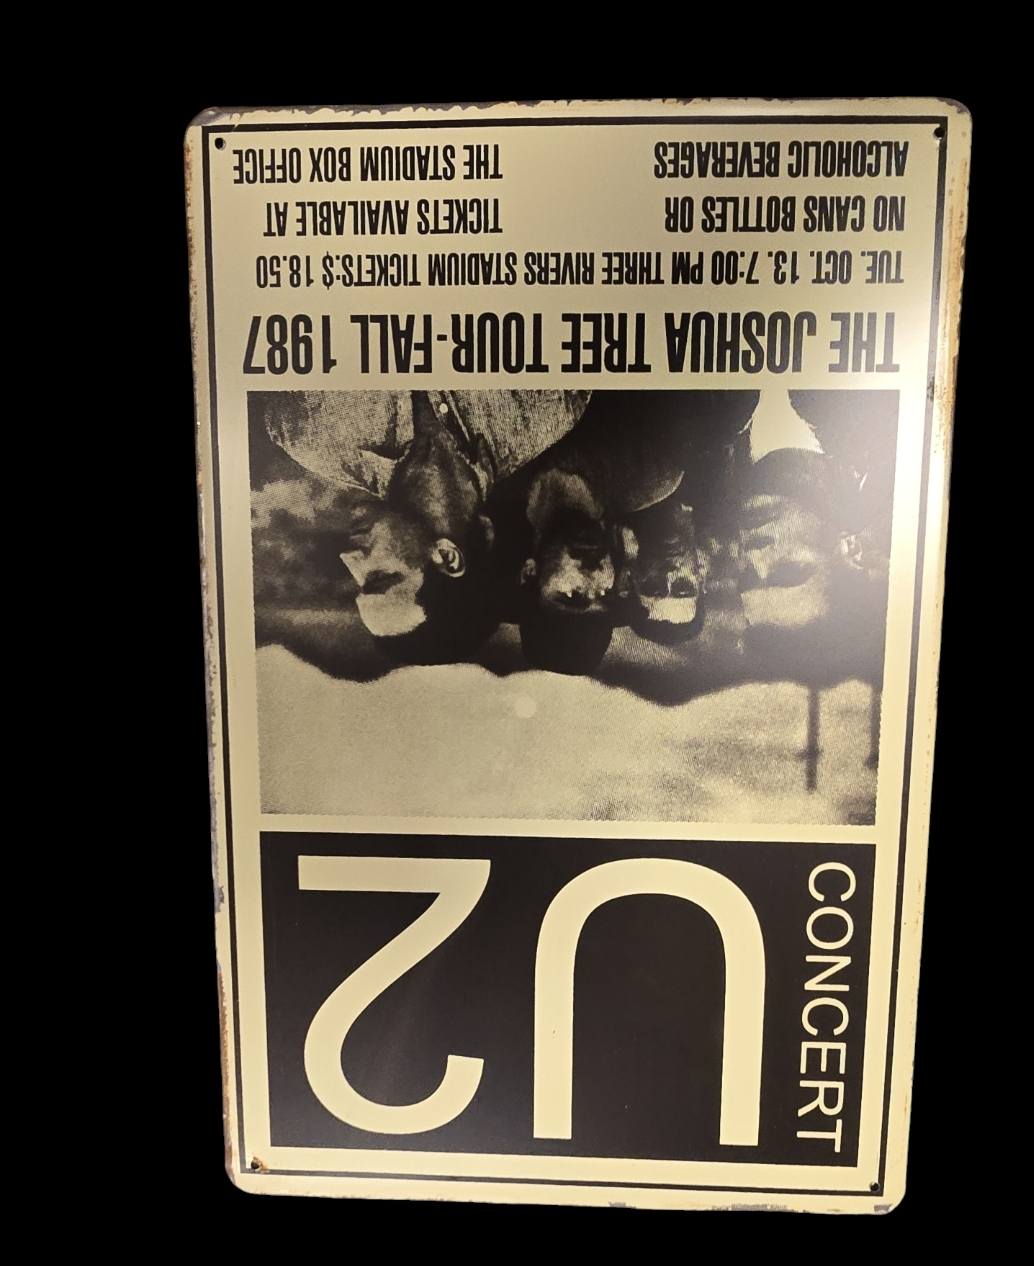 CONCERT
U2
THE JOSHUA TREE TOUR-FALL 1987
TUE. OCT. 13. 7:00 PM THREE RIVERS STADIUM TICKETS:$ 18.50
NO CANS BOTTLES OR
ALCOHOLIC BEVERAGES
TICKETS AVAILABLE AT
THE STADIUM BOX OFFICE